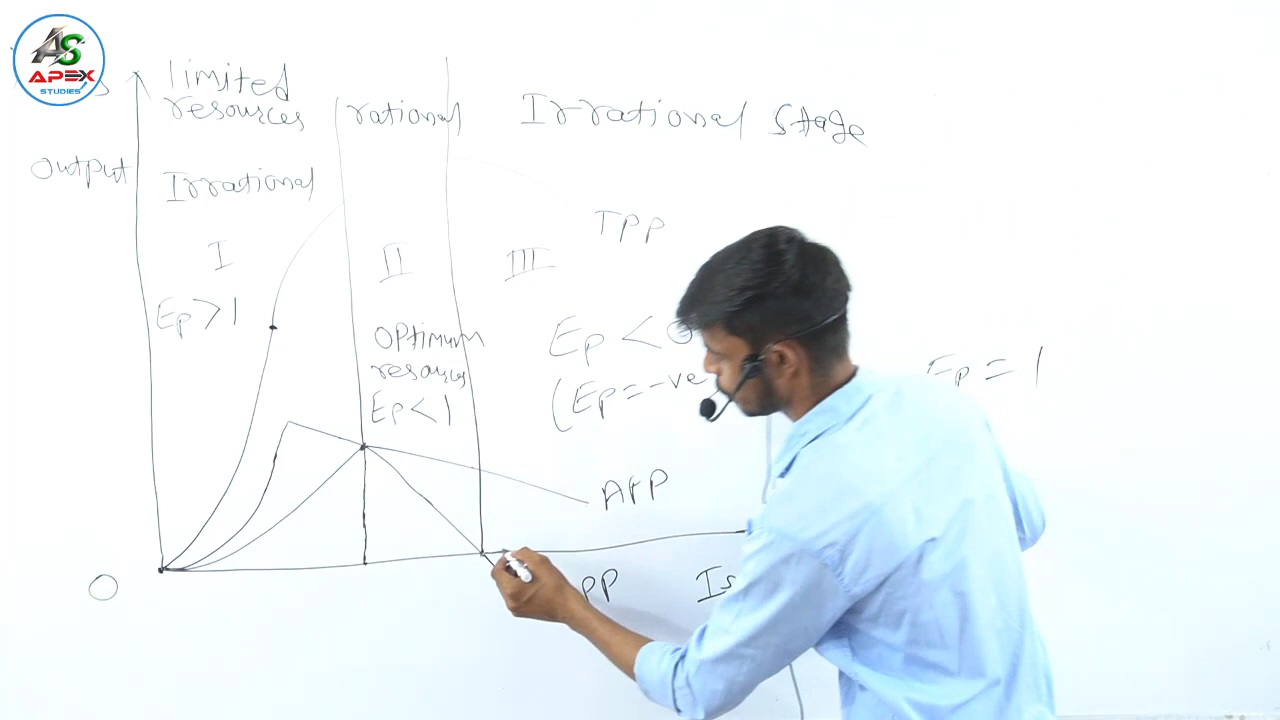 AS
APEX
STUDIES
limited
resources
rational
Irrational stage
output
Irrational
TPP
I
II
III
Ep > 1
optimum
resources
Ep < 1
Ep <
(Ep = -ve
Ep = 1
APP
O
PP